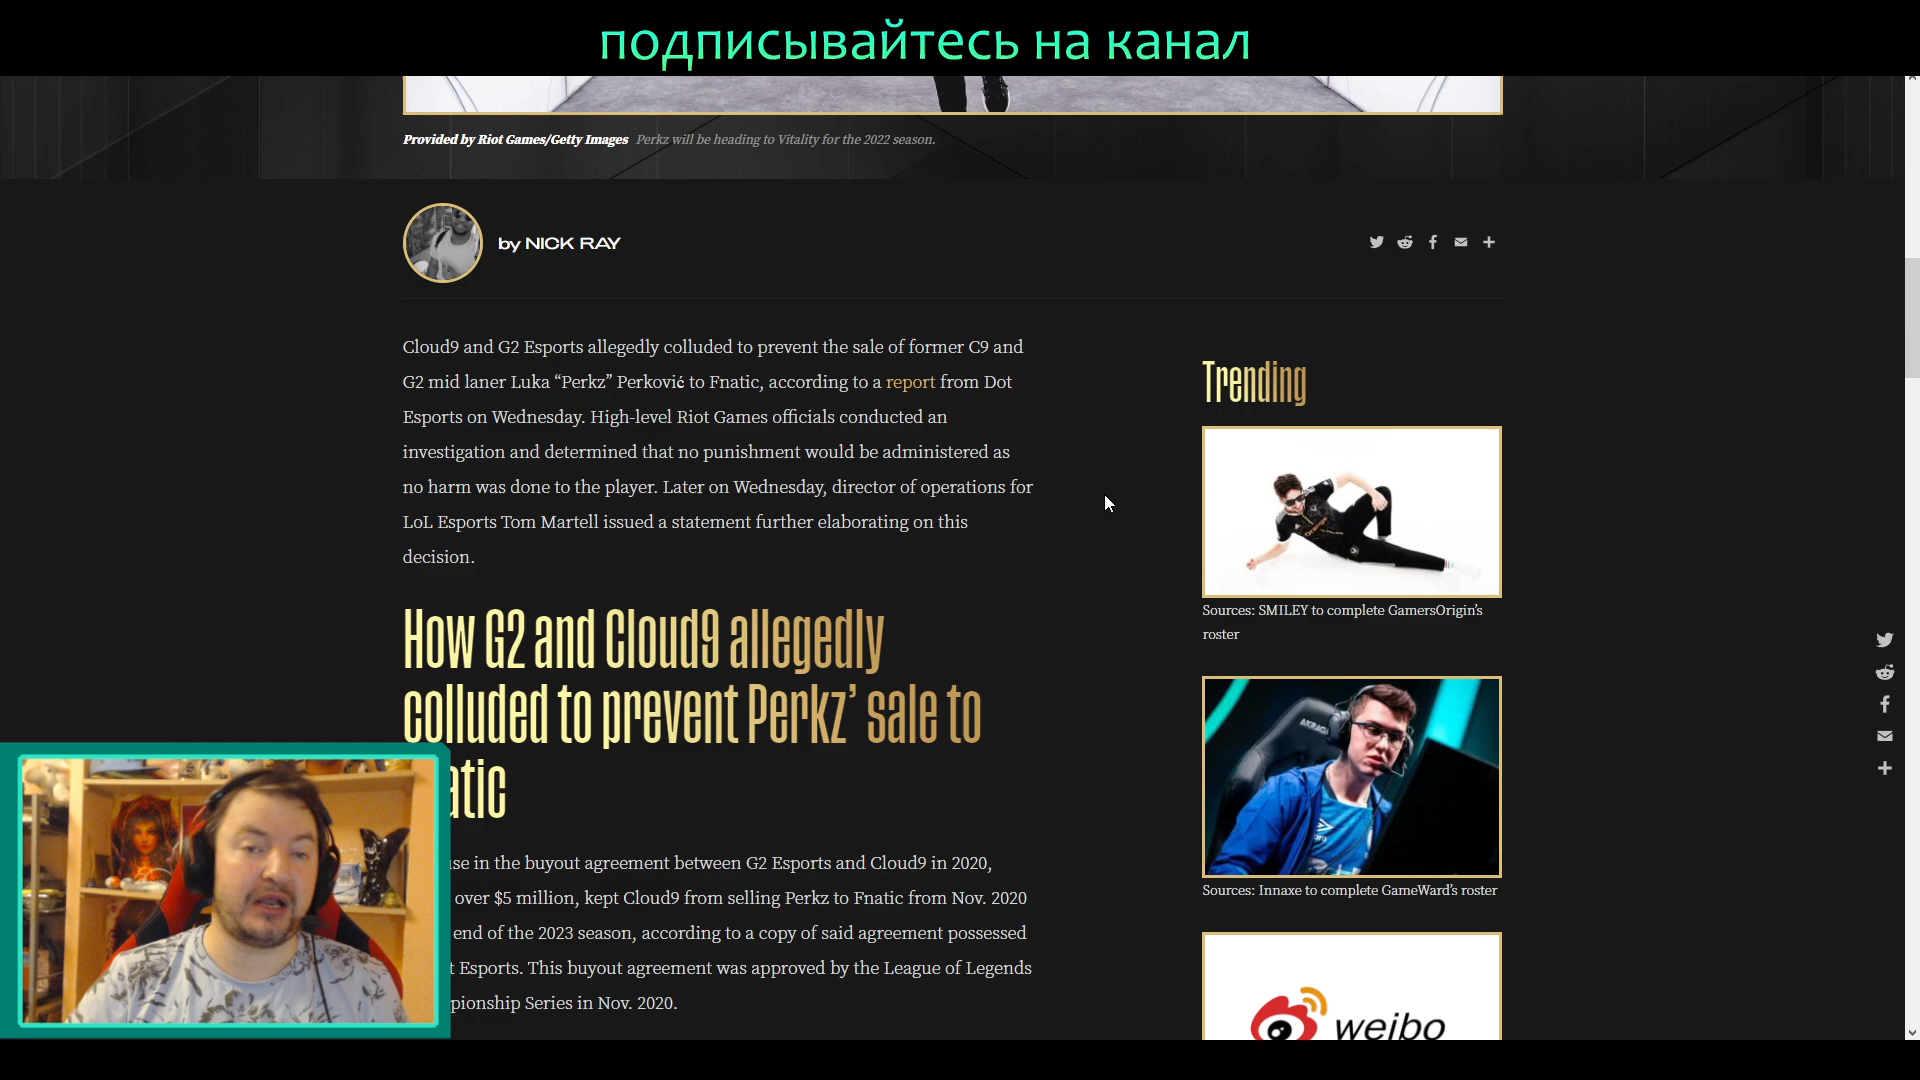 подписывайтесь на канал
Provided by Riot Games/Getty Images Perkz will be heading to Vitality for the 2022 season.
by NICK RAY
Cloud9 and G2 Esports allegedly colluded to prevent the sale of former C9 and
G2 mid laner Luka “Perkz” Perković to Fnatic, according to a report from Dot
Esports on Wednesday. High-level Riot Games officials conducted an
investigation and determined that no punishment would be administered as
no harm was done to the player. Later on Wednesday, director of operations for
LoL Esports Tom Martell issued a statement further elaborating on this
decision.
How G2 and Cloud9 allegedly
colluded to prevent Perkz’ sale to
atic
se in the buyout agreement between G2 Esports and Cloud9 in 2020,
over $5 million, kept Cloud9 from selling Perkz to Fnatic from Nov. 2020
end of the 2023 season, according to a copy of said agreement possessed
t Esports. This buyout agreement was approved by the League of Legends
pionship Series in Nov. 2020.
Trending
Sources: SMILEY to complete GamersOrigin’s
roster
AKRACING
Sources: Innaxe to complete GameWard’s roster
weibo